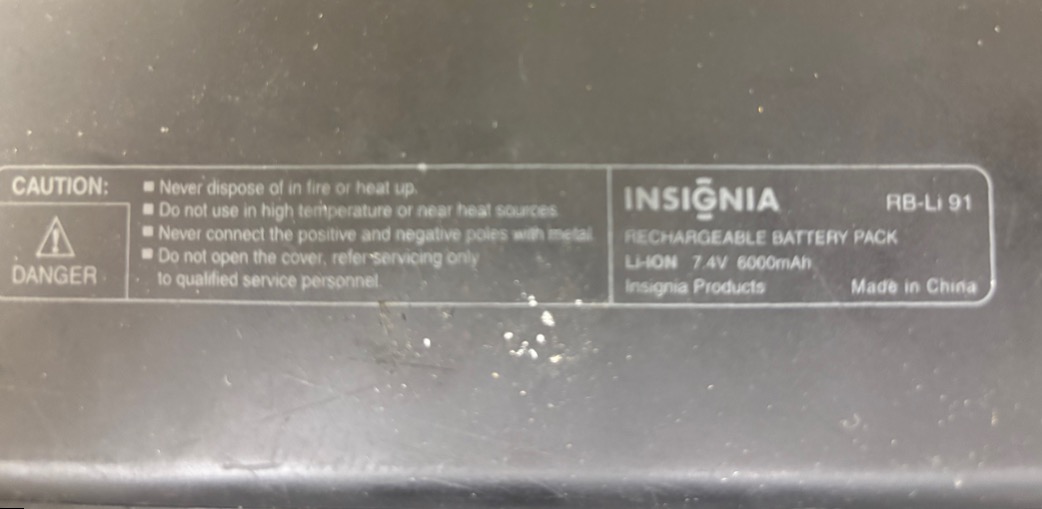 CAUTION:
DANGER
■ Never dispose of in fire or heat up.
■ Do not use in high temperature or near heat sources.
■ Never connect the positive and negative poles with metal.
■ Do not open the cover, refer servicing only
to qualified service personnel.
INSIGNIA
RB-Li 91
RECHARGEABLE BATTERY PACK
Li-ION 7.4V 6000mAh
Insignia Products
Made in China